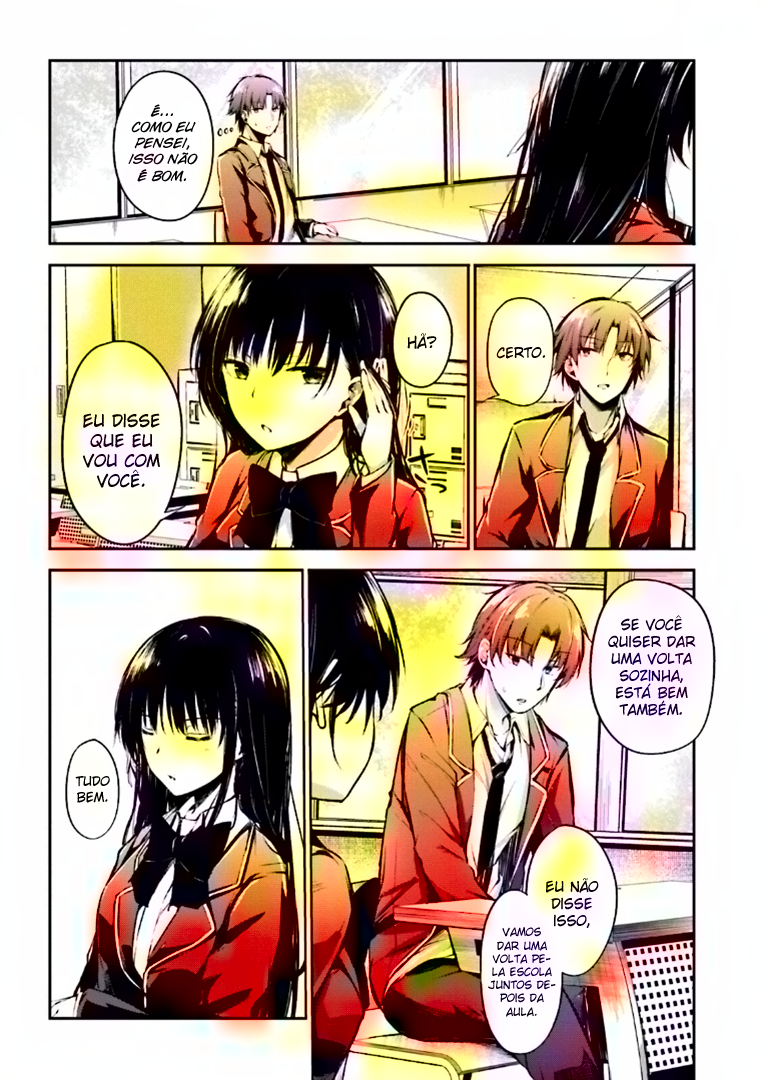 É...
COMO EU
PENSEI,
ISSO NÃO
É BOM.
CERTO.
HÃ?
EU DISSE
QUE EU
VOU COM
VOCÊ.
SE VOCÊ
QUISER DAR
UMA VOLTA
SOZINHA,
ESTÁ BEM
TAMBÉM.
EU NÃO
DISSE
ISSO,
VAMOS
DAR UMA
VOLTA PE-
LA ESCOLA
JUNTOS DE-
POIS DA
AULA.
TUDO
BEM.